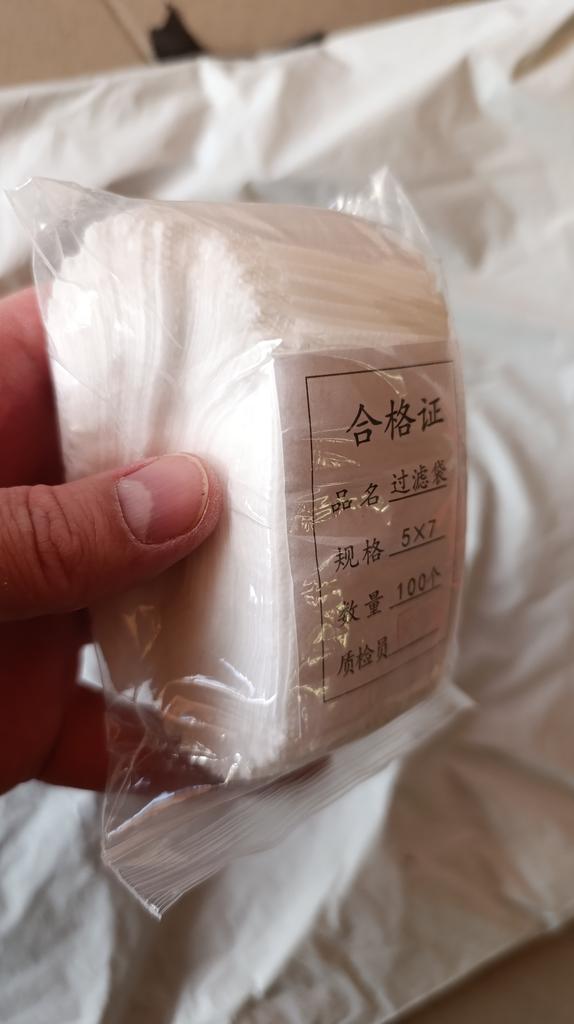 合格证
品名 过滤袋
规格 5×7
数量 100个
质检员